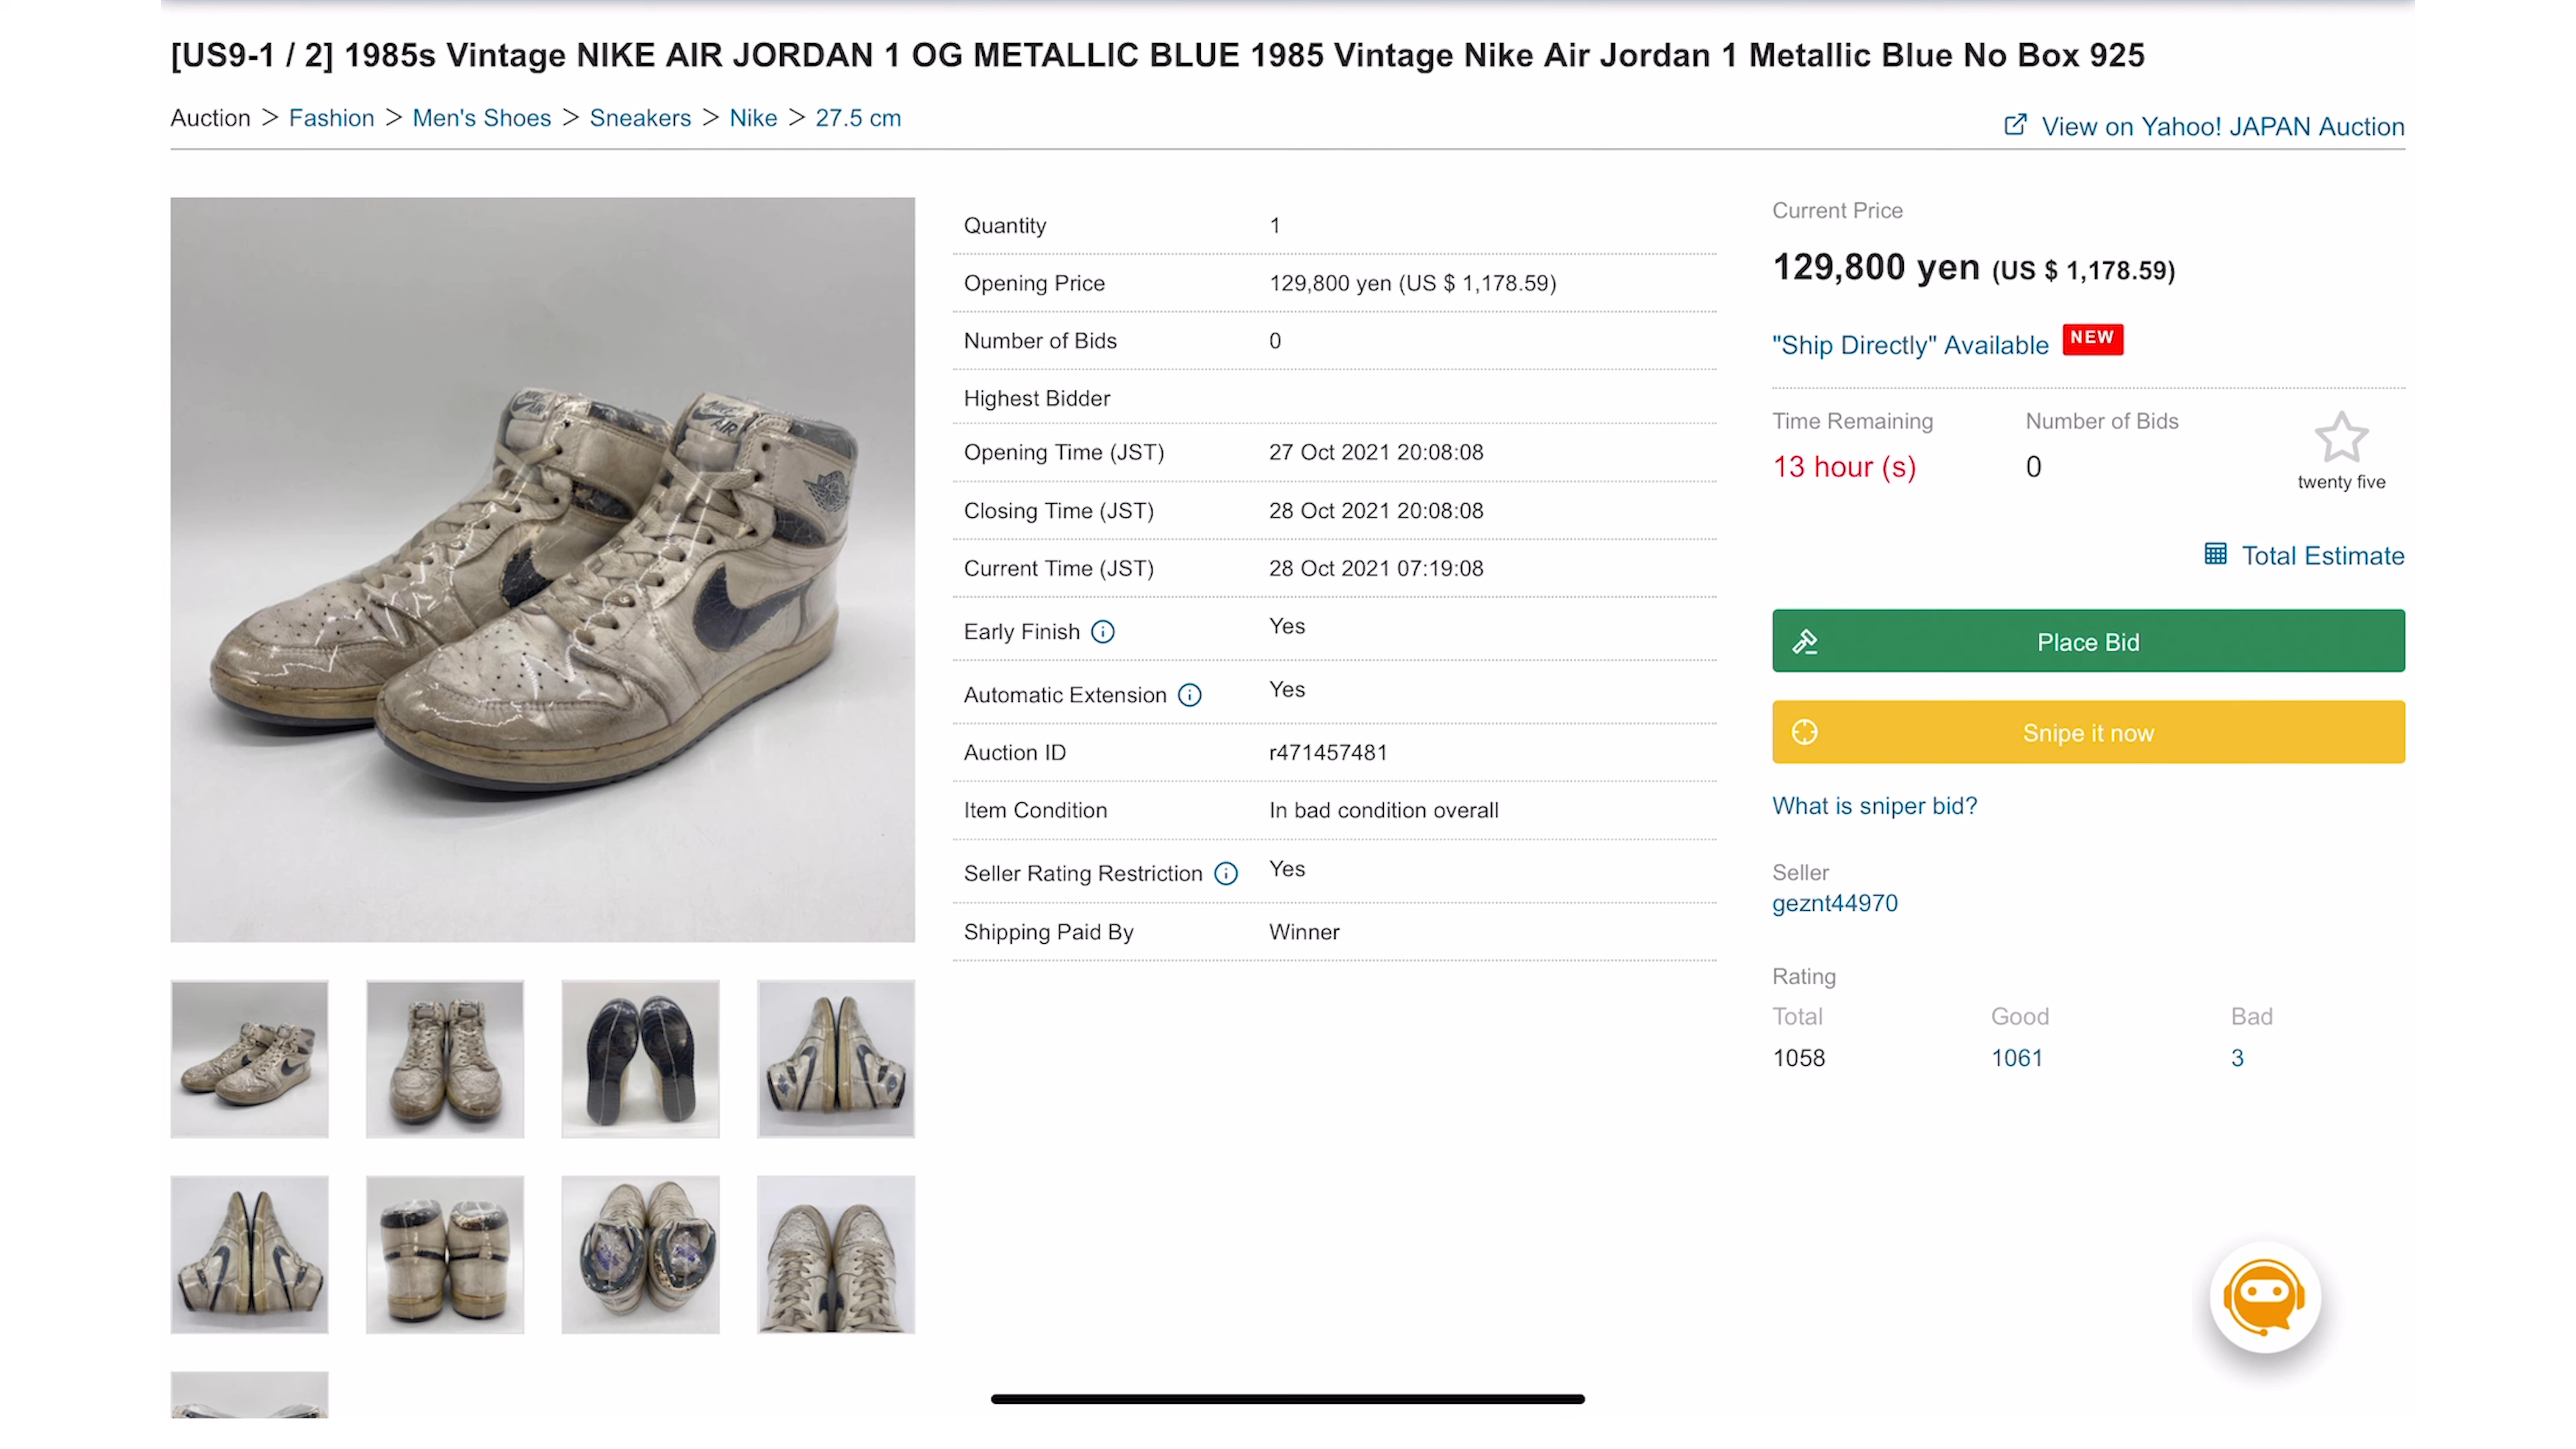 [US9-1 / 2] 1985s Vintage NIKE AIR JORDAN 1 OG METALLIC BLUE 1985 Vintage Nike Air Jordan 1 Metallic Blue No Box 925
Auction > Fashion > Men's Shoes > Sneakers > Nike > 27.5 cm
View on Yahoo! JAPAN Auction
Quantity 1
Opening Price 129,800 yen (US $ 1,178.59)
Number of Bids 0
Highest Bidder
Opening Time (JST) 27 Oct 2021 20:08:08
Closing Time (JST) 28 Oct 2021 20:08:08
Current Time (JST) 28 Oct 2021 07:19:08
Early Finish Yes
Automatic Extension Yes
Auction ID r471457481
Item Condition In bad condition overall
Seller Rating Restriction Yes
Shipping Paid By Winner
Current Price
129,800 yen (US $ 1,178.59)
"Ship Directly" Available NEW
Time Remaining Number of Bids
13 hour (s) 0
twenty five
Total Estimate
Place Bid
Snipe it now
What is sniper bid?
Seller
geznt44970
Rating
Total Good Bad
1058 1061 3